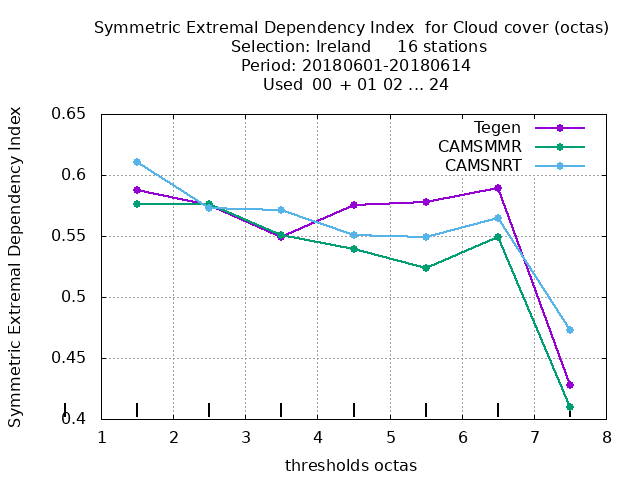 Symmetric Extremal Dependency Index  for Cloud cover (octas)
Selection: Ireland     16 stations
Period: 20180601-20180614
Used  00  + 01 02 ... 24
Symmetric Extremal Dependency Index
0.65
0.6
0.55
0.5
0.45
0.4
Tegen
CAMSMMR
CAMSNRT
1 2 3 4 5 6 7 8
thresholds octas